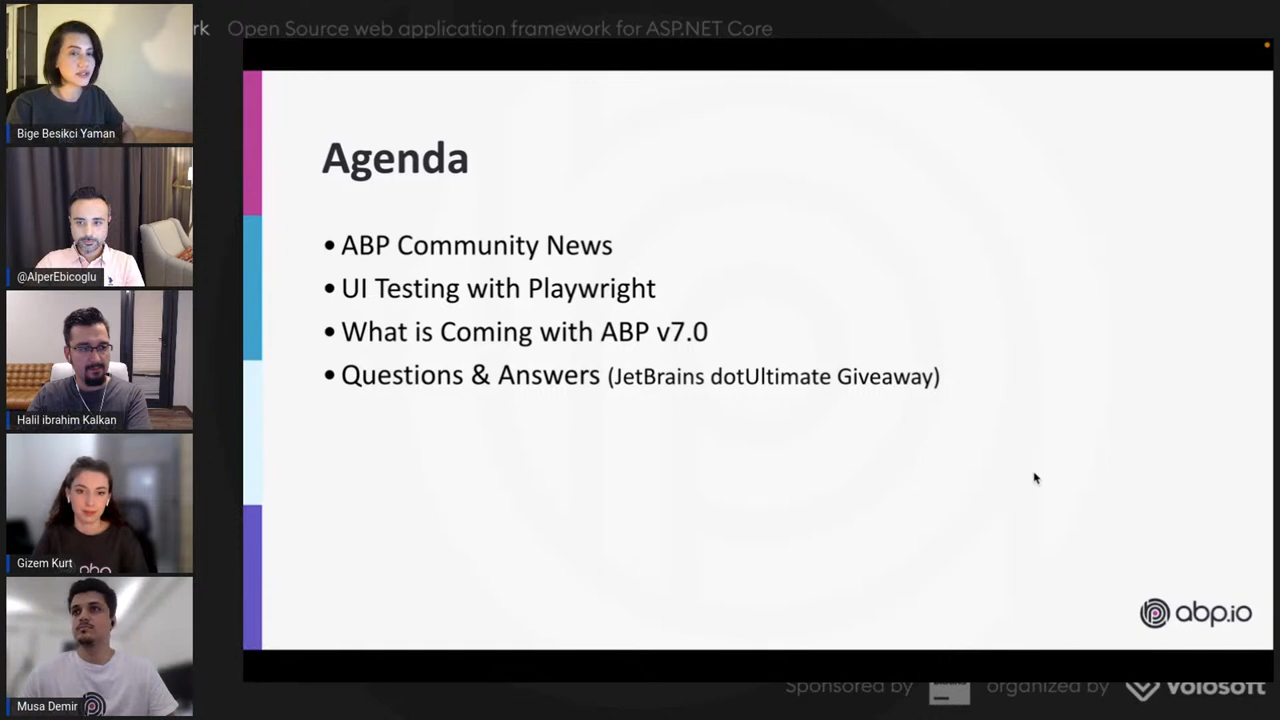 rk Open Source web application framework for ASP.NET Core
Bige Besikci Yaman
@AlperEbicoglu
Halil ibrahim Kalkan
Gizem Kurt
abp
Musa Demir
Agenda
• ABP Community News
• UI Testing with Playwright
• What is Coming with ABP v7.0
• Questions & Answers (JetBrains dotUltimate Giveaway)
abp.io
Sponsored by organized by Volosoft